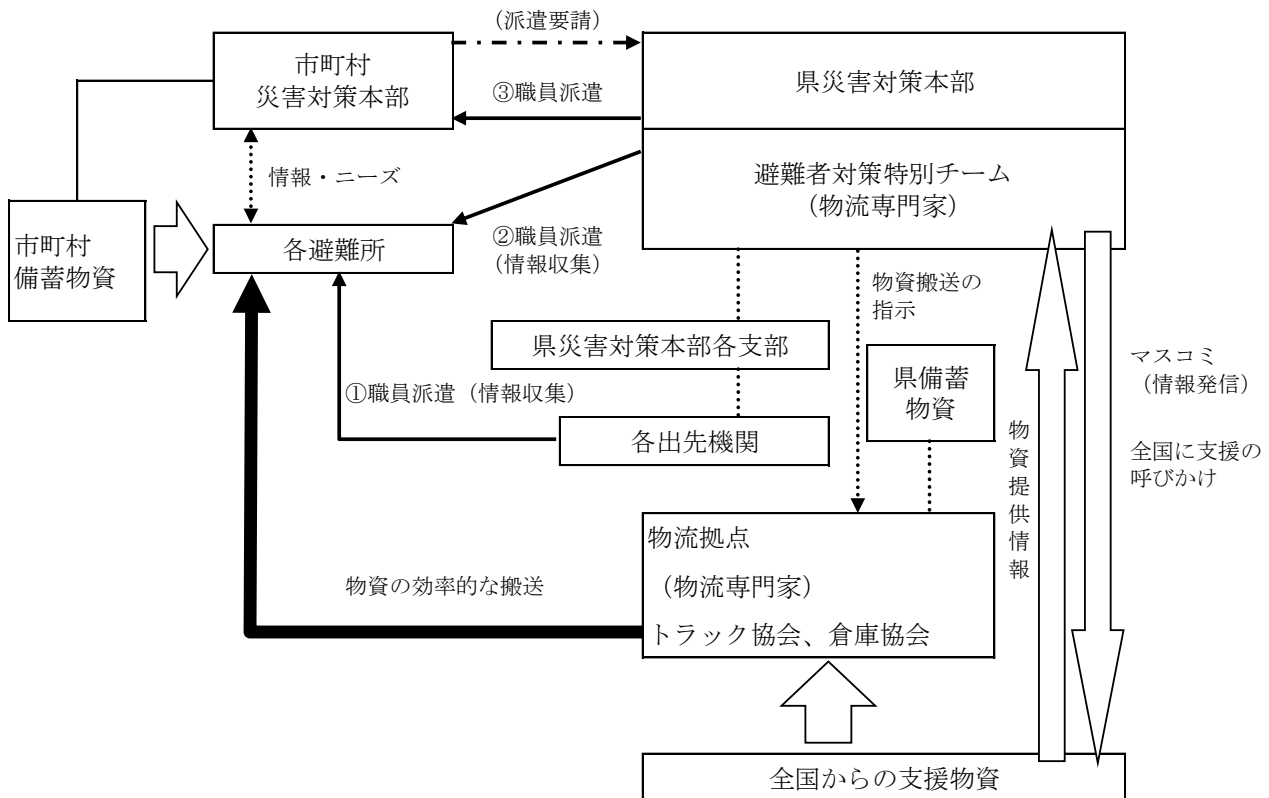 （派遣要請）
市町村
災害対策本部
県災害対策本部
③職員派遣
避難者対策特別チーム
（物流専門家）
情報・ニーズ
市町村
備蓄物資
各避難所
②職員派遣
（情報収集）
物資搬送の
指示
県災害対策本部各支部
県備蓄
物資
マスコミ
（情報発信）
①職員派遣（情報収集）
各出先機関
物資提供情報
全国に支援の
呼びかけ
物流拠点
（物流専門家）
トラック協会、倉庫協会
物資の効率的な搬送
全国からの支援物資